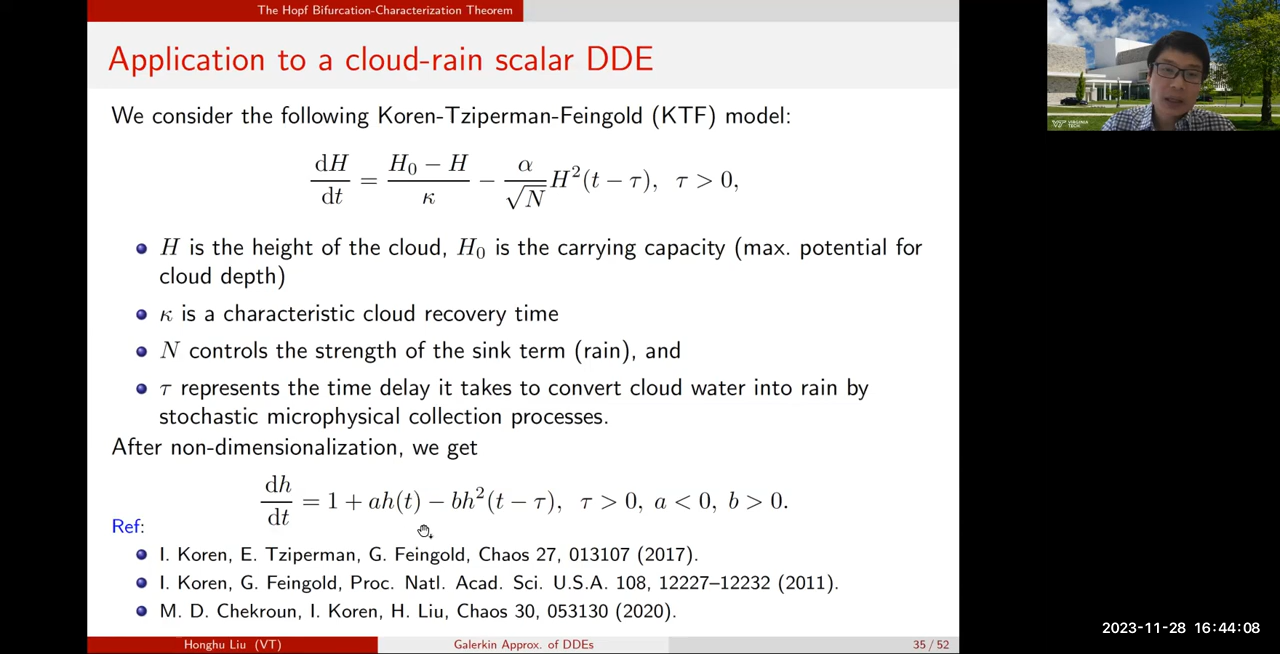 The Hopf Bifurcation-Characterization Theorem
Application to a cloud-rain scalar DDE
We consider the following Koren-Tziperman-Feingold (KTF) model:
dH/dt = (H₀ − H)/κ − (α/√N) H²(t − τ), τ > 0,
H is the height of the cloud, H₀ is the carrying capacity (max. potential for
cloud depth)
κ is a characteristic cloud recovery time
N controls the strength of the sink term (rain), and
τ represents the time delay it takes to convert cloud water into rain by
stochastic microphysical collection processes.
After non-dimensionalization, we get
dh/dt = 1 + ah(t) − bh²(t − τ), τ > 0, a < 0, b > 0.
Ref:
I. Koren, E. Tziperman, G. Feingold, Chaos 27, 013107 (2017).
I. Koren, G. Feingold, Proc. Natl. Acad. Sci. U.S.A. 108, 12227–12232 (2011).
M. D. Chekroun, I. Koren, H. Liu, Chaos 30, 053130 (2020).
Honghu Liu (VT)
Galerkin Approx. of DDEs
35 / 52
2023-11-28 16:44:08